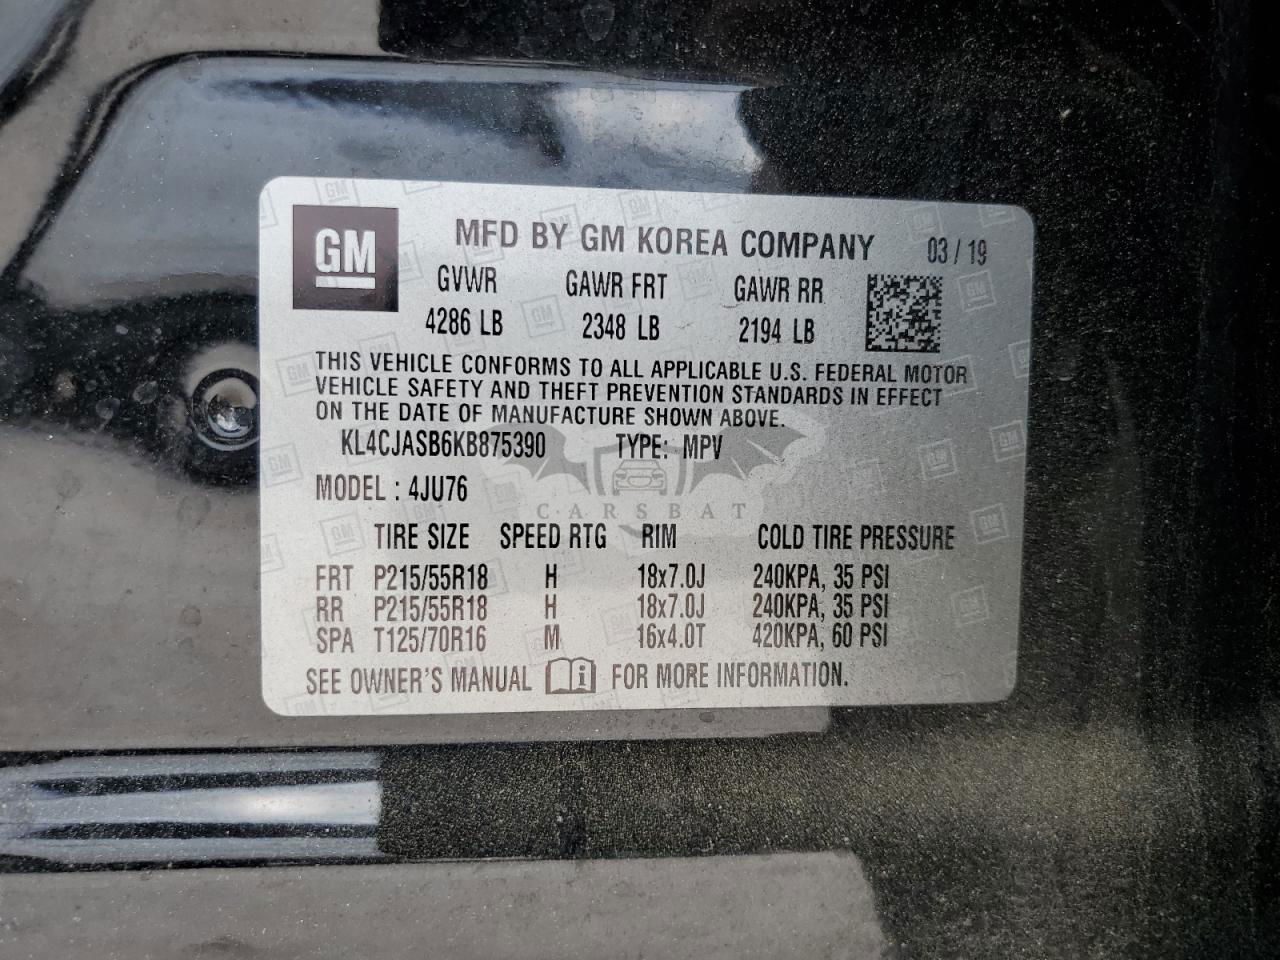 GM
MFD BY GM KOREA COMPANY 03 / 19
GVWR GAWR FRT GAWR RR
4286 LB 2348 LB 2194 LB
THIS VEHICLE CONFORMS TO ALL APPLICABLE U.S. FEDERAL MOTOR
VEHICLE SAFETY AND THEFT PREVENTION STANDARDS IN EFFECT
ON THE DATE OF MANUFACTURE SHOWN ABOVE.
KL4CJASB6KB875390 TYPE: MPV
MODEL : 4JU76
CARSBAT
TIRE SIZE SPEED RTG RIM COLD TIRE PRESSURE
FRT P215/55R18 H 18x7.0J 240KPA, 35 PSI
RR P215/55R18 H 18x7.0J 240KPA, 35 PSI
SPA T125/70R16 M 16x4.0T 420KPA, 60 PSI
SEE OWNER'S MANUAL i FOR MORE INFORMATION.